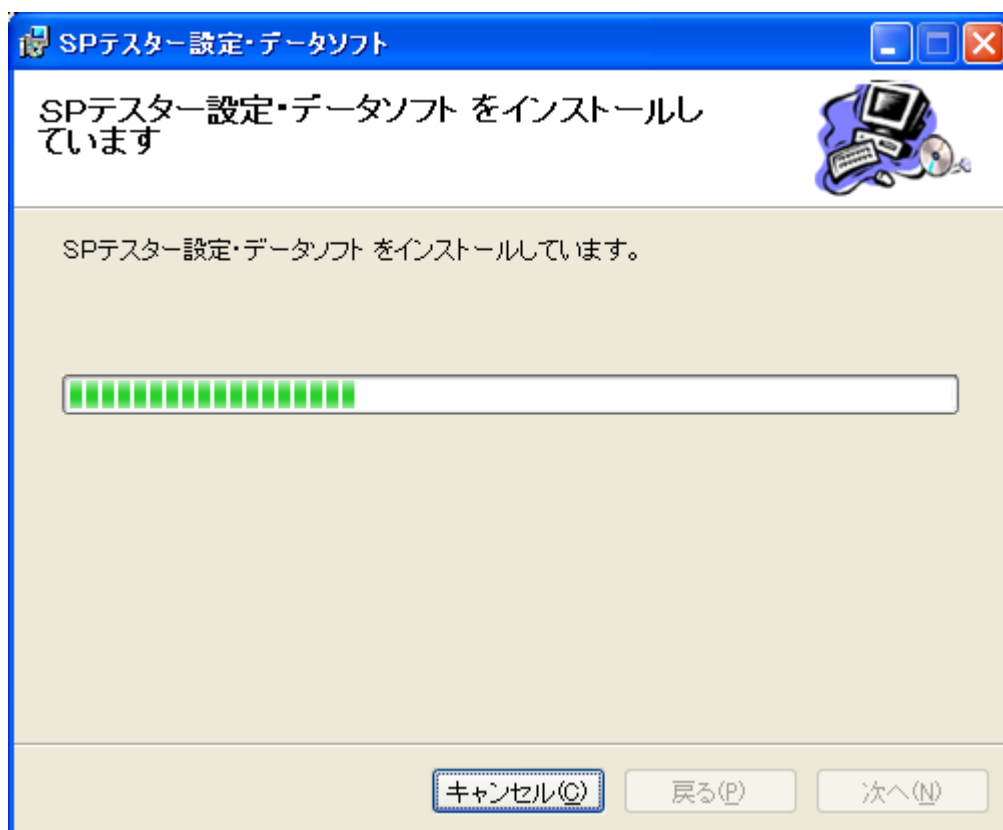 SPテスター設定・データソフト
SPテスター設定・データソフト をインストールし
ています
SPテスター設定・データソフト をインストールしています。
キャンセル(C)
戻る(P)
次へ(N)